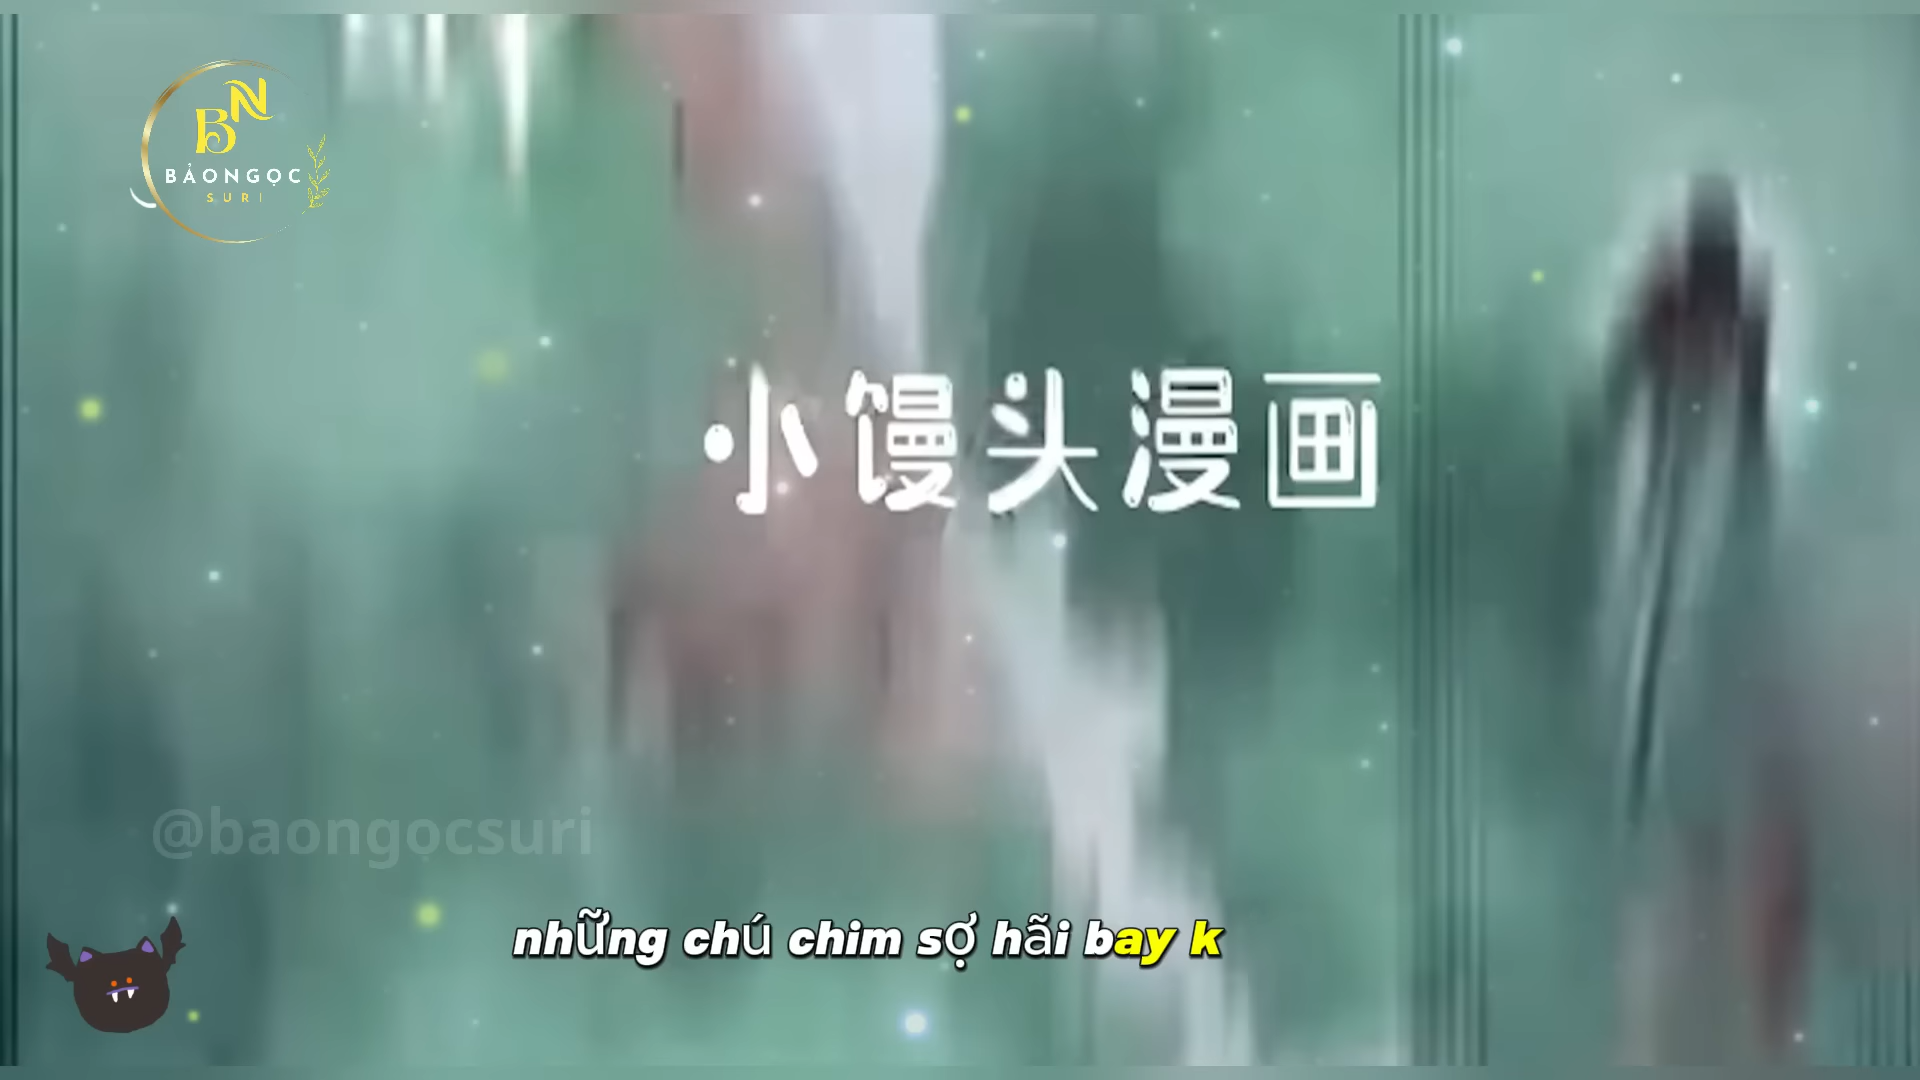 BN
BẢONGỌC
SURI
小馒头漫画
@baongocsuri
những chú chim sợ hãi bay k